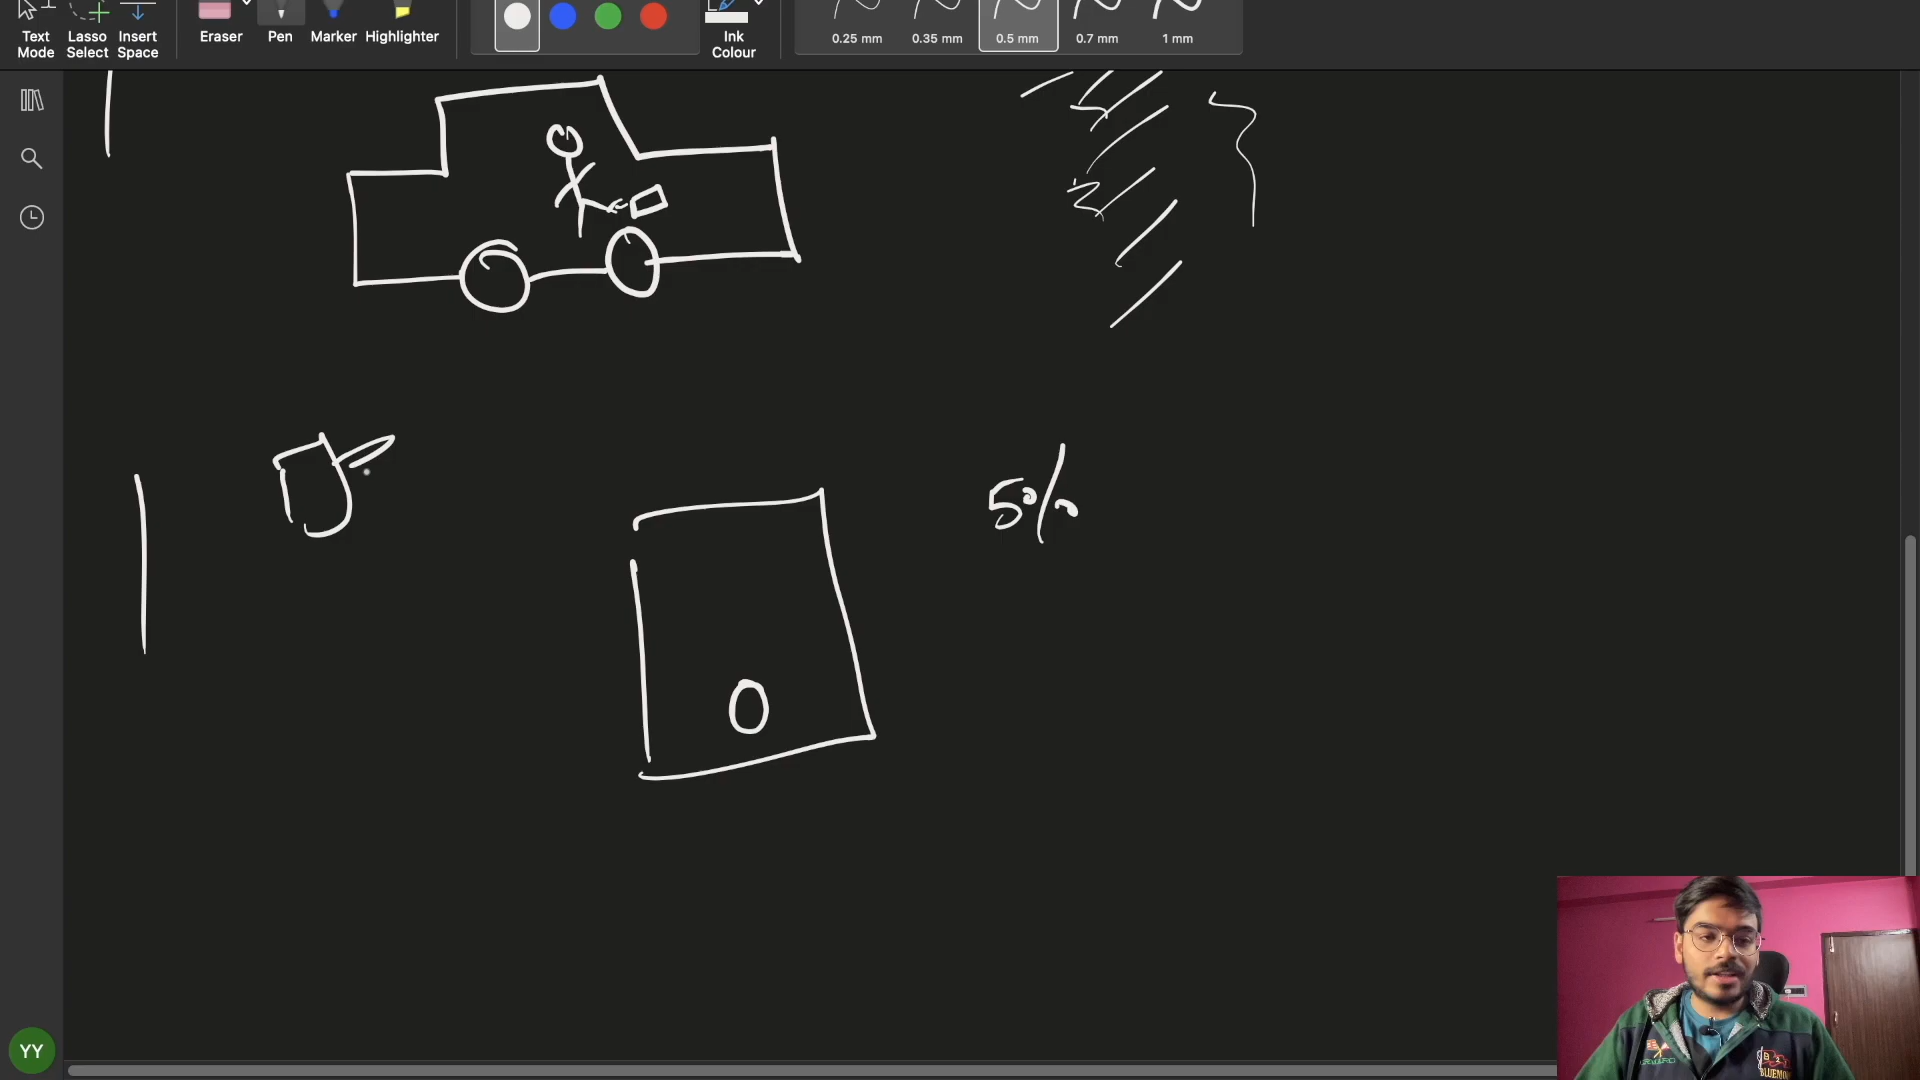 Text Mode
Lasso Select
Insert Space
Eraser
Pen
Marker
Highlighter
Ink Colour
0.25 mm
0.35 mm
0.5 mm
0.7 mm
1 mm
5%
YY